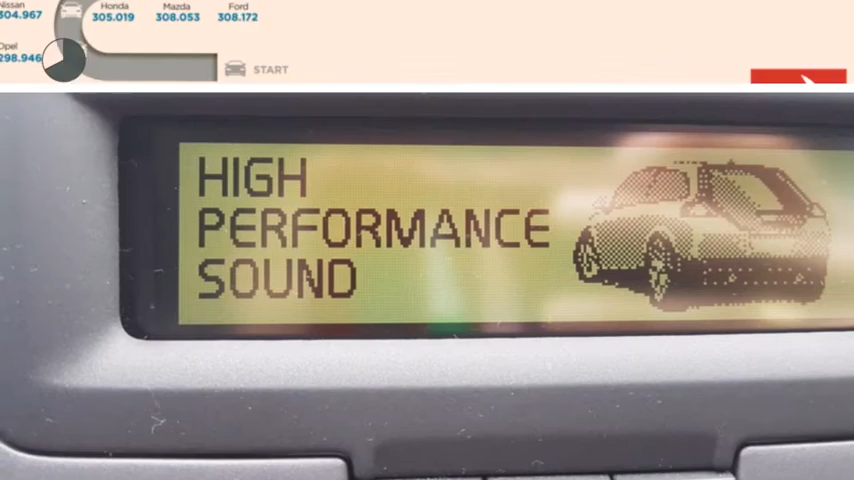 Nissan
Honda
Mazda
Ford
304.967
305.019
308.053
308.172
Opel
298.946
START
HIGH
PERFORMANCE
SOUND